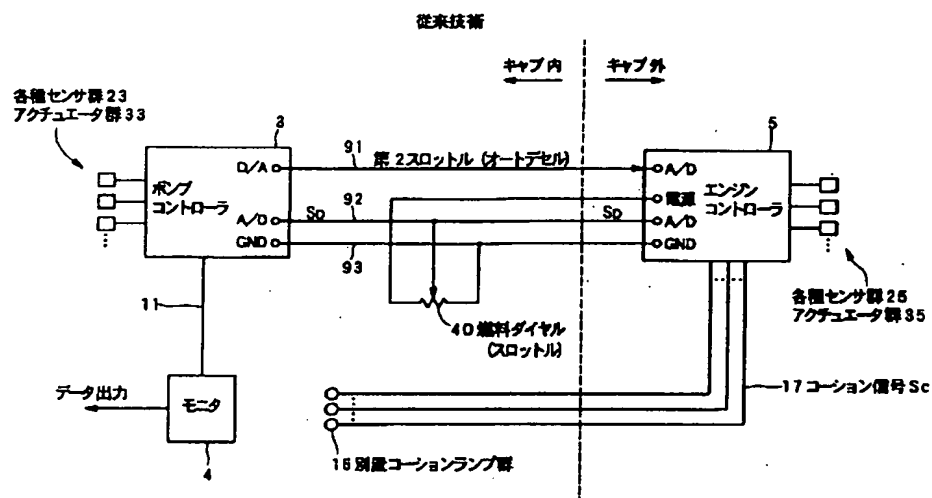 従来技術
キャブ内
キャブ外
各種センサ群23
アクチュエータ群33
3
91
第2スロットル (オートデセル)
5
D/A
A/D
ポンプ
コントローラ
電源
エンジン
コントローラ
A/D
SD
92
SD
A/D
GND
93
GND
11
40燃料ダイヤル
(スロットル)
各種センサ群25
アクチュエータ群35
データ出力
モニタ
4
17コーション信号Sc
16別置コーションランプ群